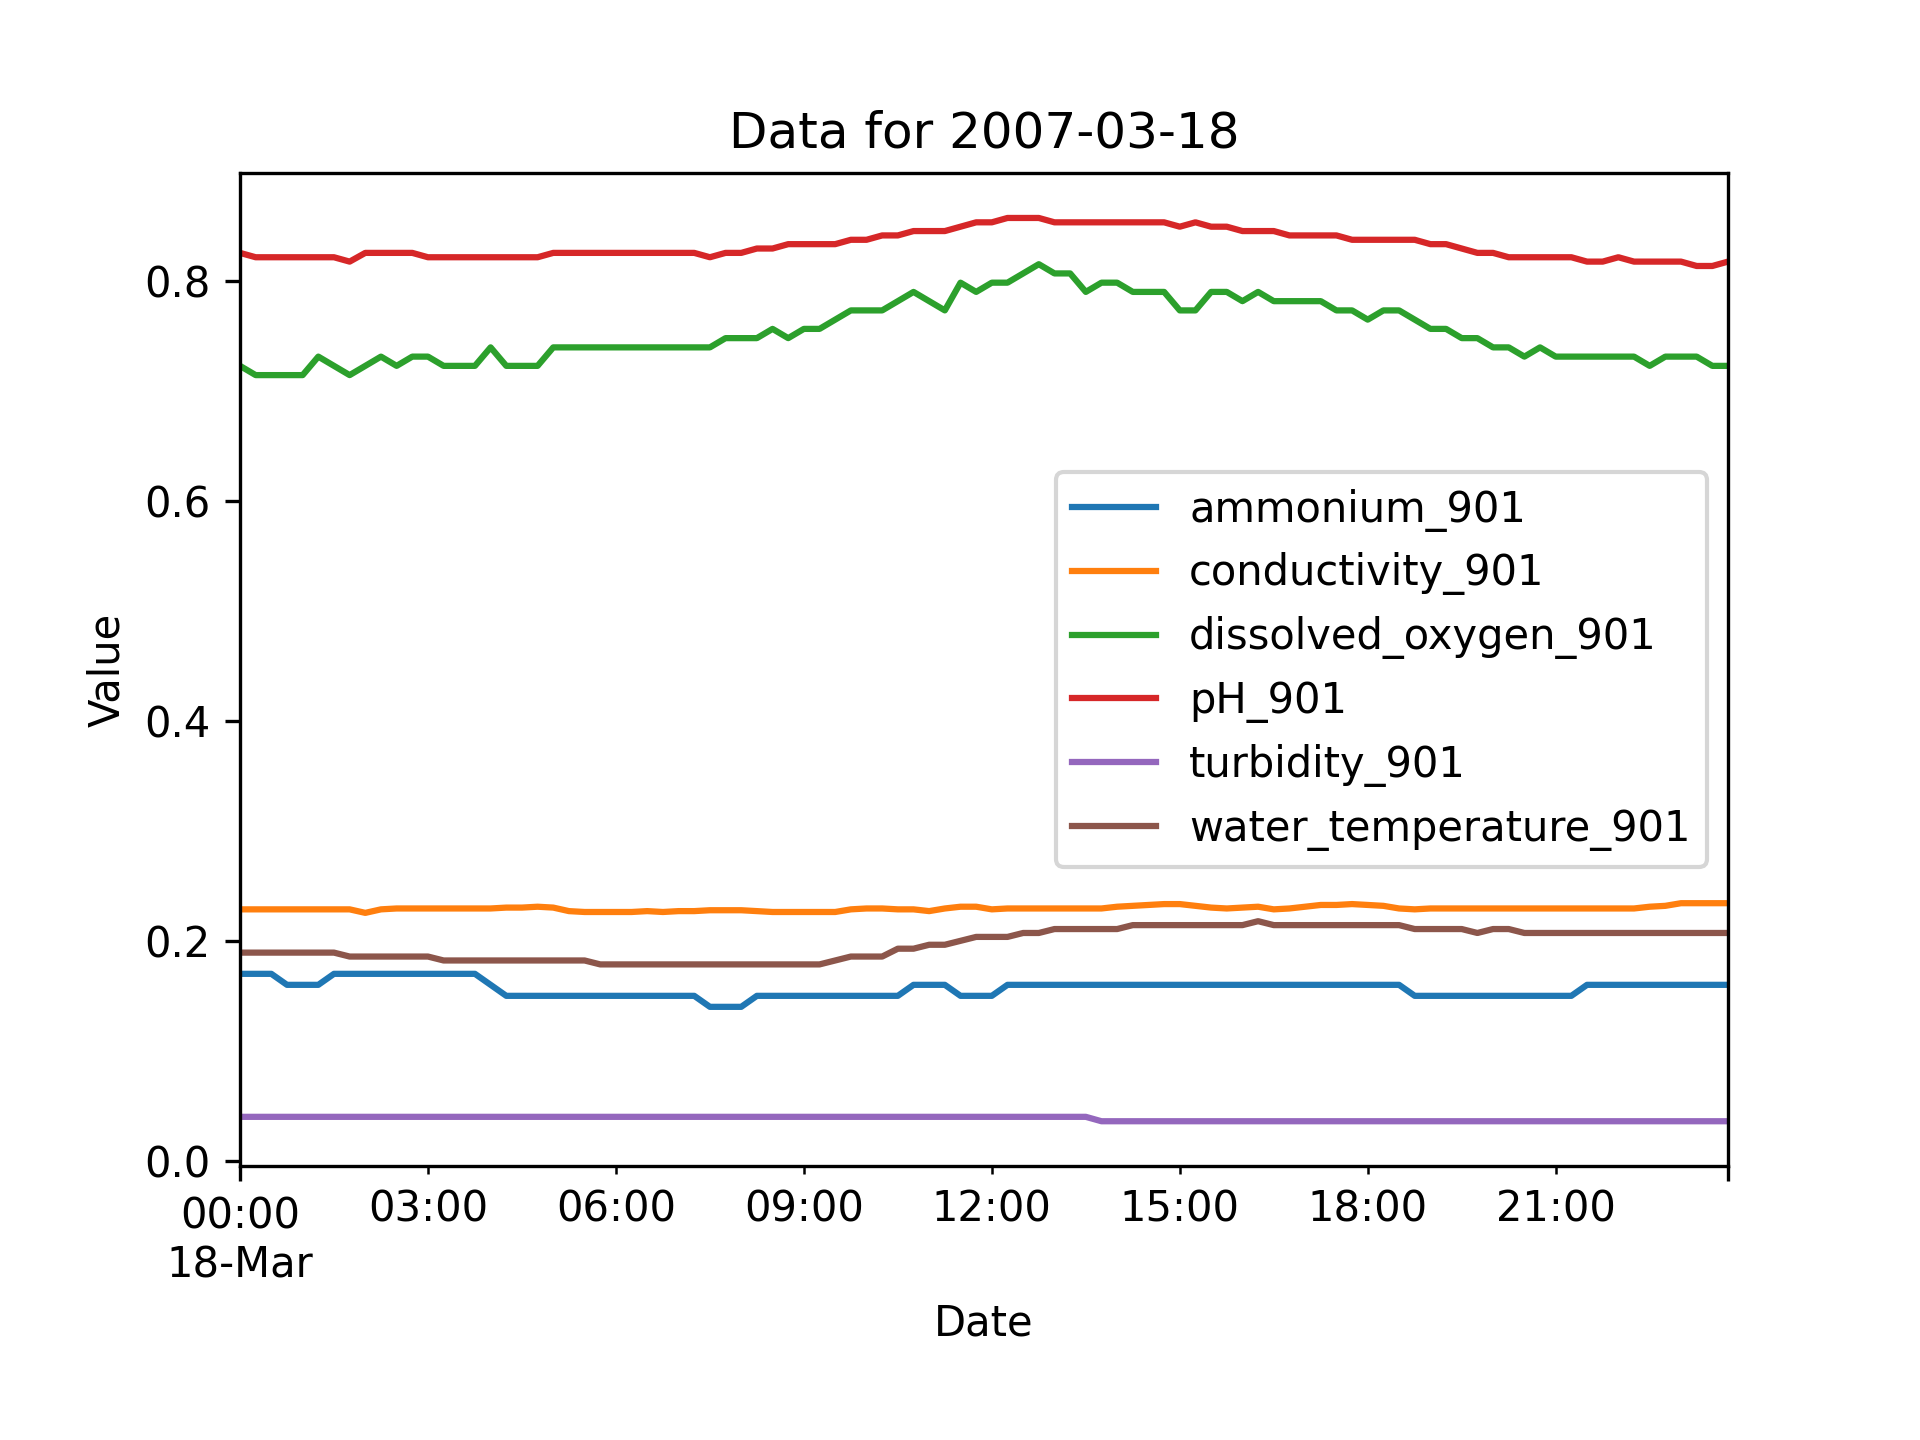 Data for 2007-03-18
Value
0.8
0.6
0.4
0.2
0.0
ammonium_901
conductivity_901
dissolved_oxygen_901
pH_901
turbidity_901
water_temperature_901
00:00 03:00 06:00 09:00 12:00 15:00 18:00 21:00
18-Mar
Date